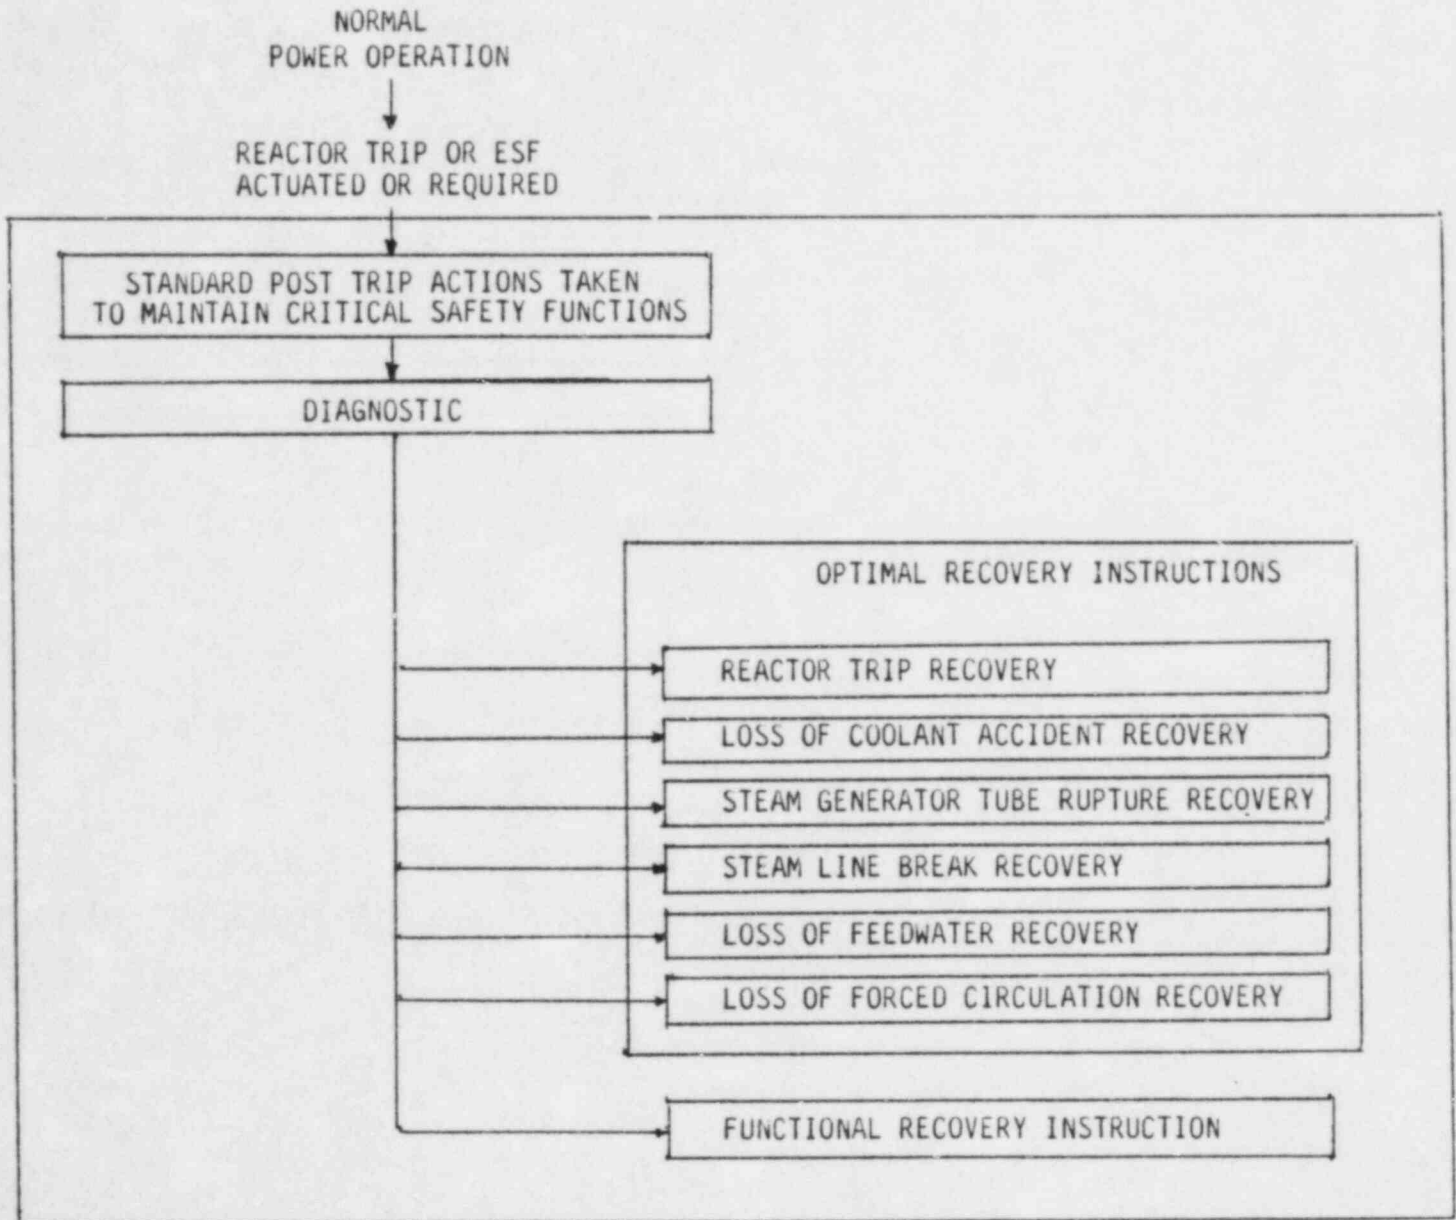 NORMAL
POWER OPERATION
REACTOR TRIP OR ESF
ACTUATED OR REQUIRED
STANDARD POST TRIP ACTIONS TAKEN
TO MAINTAIN CRITICAL SAFETY FUNCTIONS
DIAGNOSTIC
OPTIMAL RECOVERY INSTRUCTIONS
REACTOR TRIP RECOVERY
LOSS OF COOLANT ACCIDENT RECOVERY
STEAM GENERATOR TUBE RUPTURE RECOVERY
STEAM LINE BREAK RECOVERY
LOSS OF FEEDWATER RECOVERY
LOSS OF FORCED CIRCULATION RECOVERY
FUNCTIONAL RECOVERY INSTRUCTION